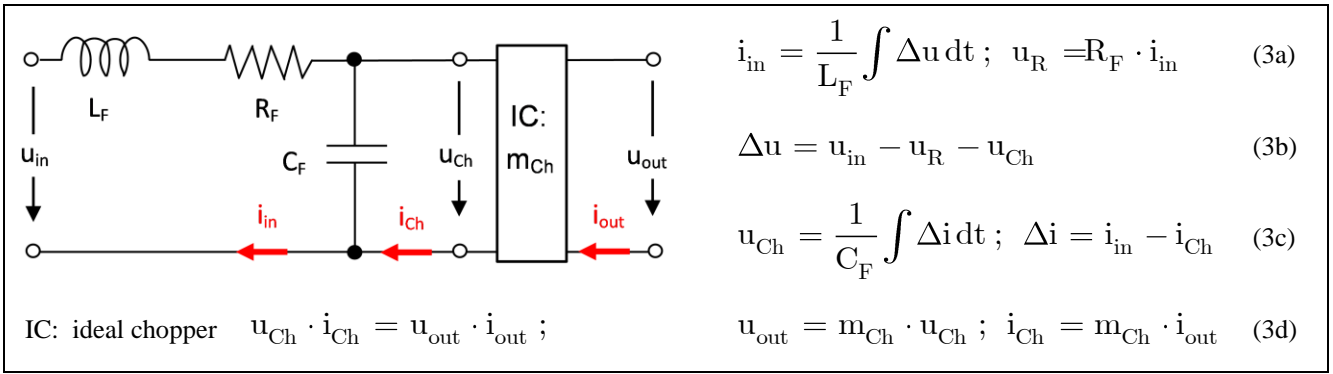 L_F
R_F
C_F
u_in
u_Ch
IC:
m_Ch
u_out
i_in
i_Ch
i_out
IC: ideal chopper u_Ch · i_Ch = u_out · i_out ;
i_in = 1/L_F ∫ Δu dt ; u_R =R_F · i_in (3a)
Δu = u_in − u_R − u_Ch (3b)
u_Ch = 1/C_F ∫ Δi dt ; Δi = i_in − i_Ch (3c)
u_out = m_Ch · u_Ch ; i_Ch = m_Ch · i_out (3d)